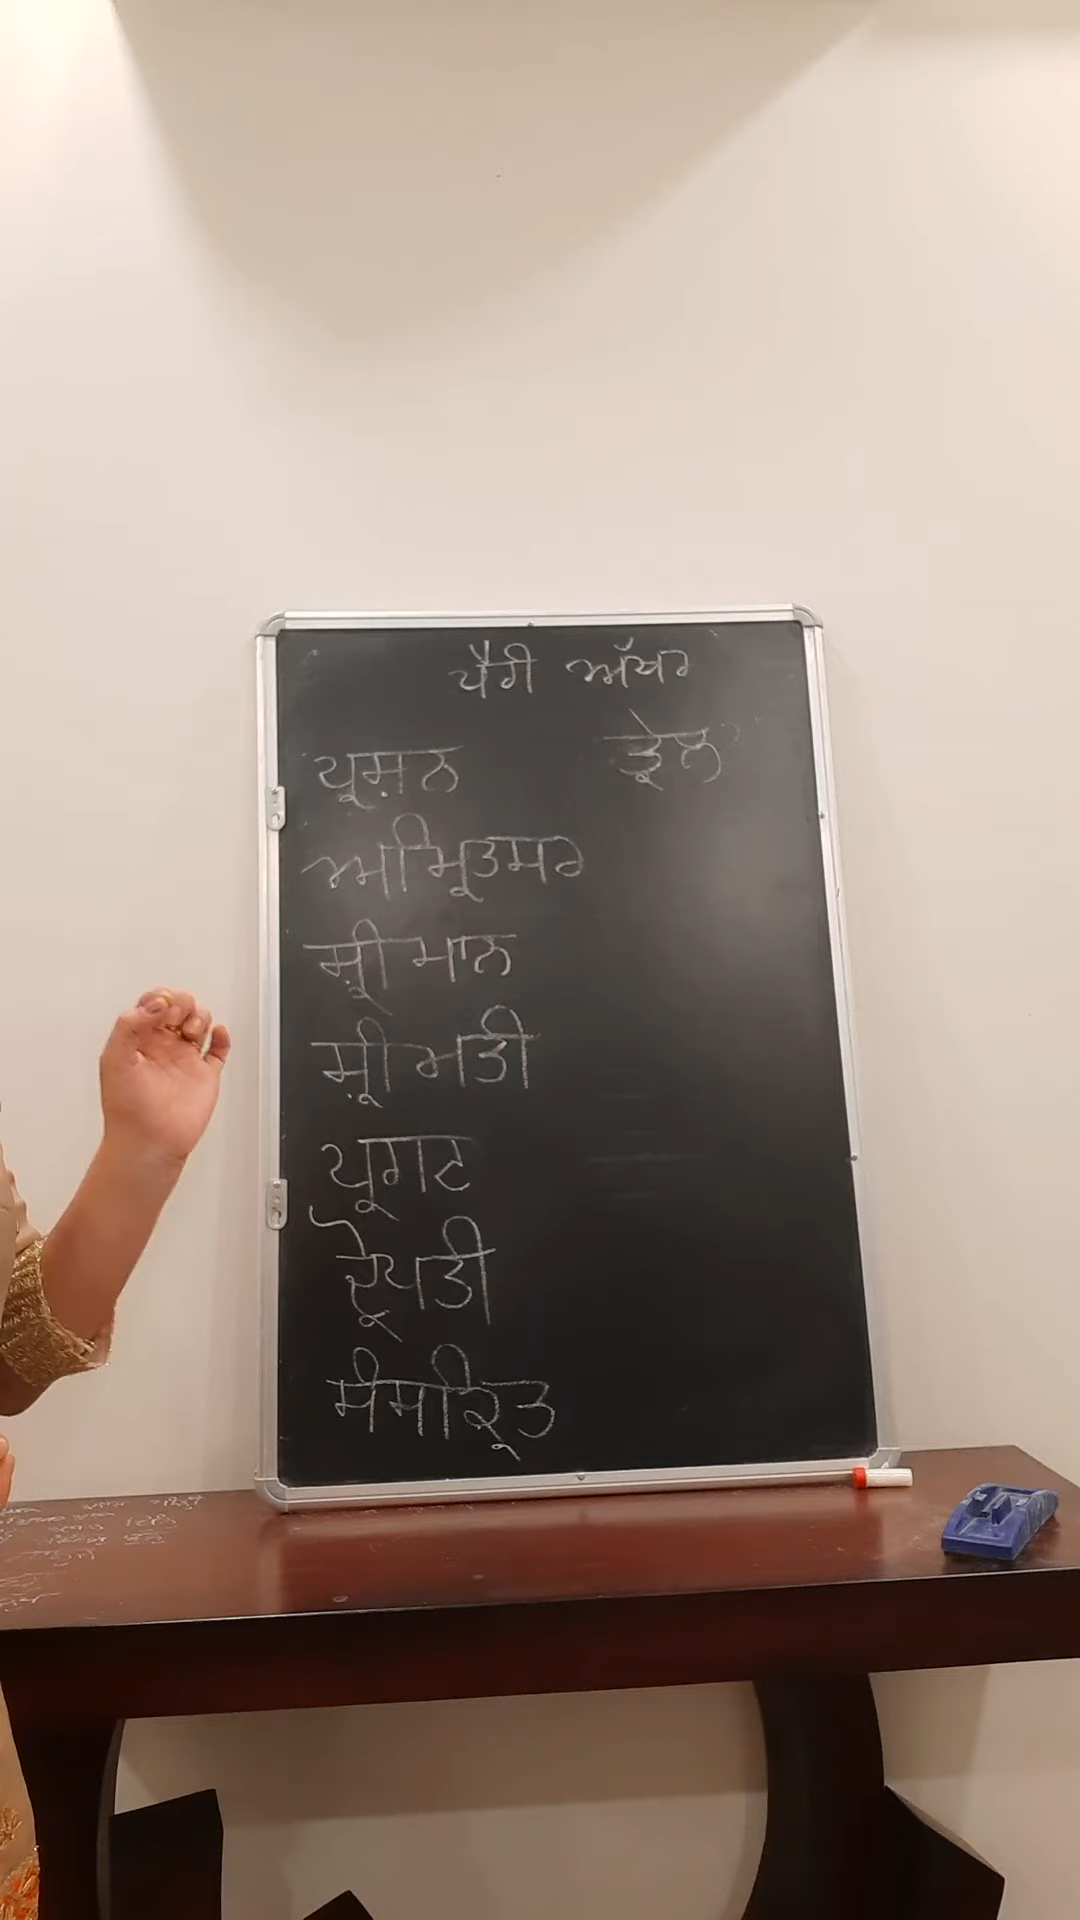 ਪੈਰੀ ਅੱਖਰ
ਪ੍ਰਸ਼ਨ ਟ੍ਰੇਨ
ਅਮ੍ਰਿਤਸਰ
ਸ਼੍ਰੀ ਮਾਨ
ਸ਼੍ਰੀ ਮਤੀ
ਪ੍ਰਗਟ
ਦ੍ਰੋਪਤੀ
ਸੰਸਕ੍ਰਿਤ